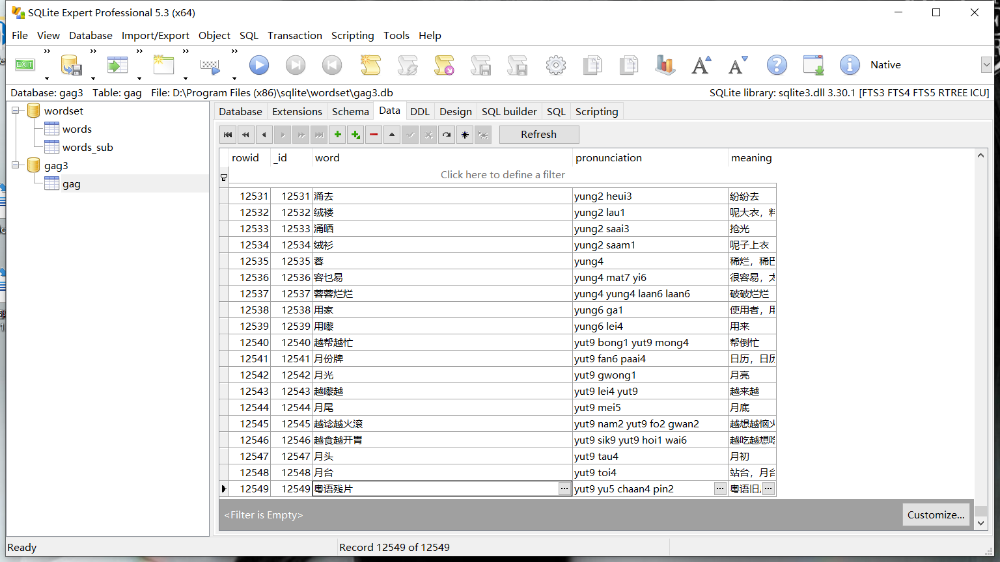 SQLite Expert Professional 5.3 (x64)
File View Database Import/Export Object SQL Transaction Scripting Tools Help
EXIT Native
Database: gag3 Table: gag File: D:\Program Files (x86)\sqlite\wordset\gag3.db SQLite library: sqlite3.dll 3.30.1 [FTS3 FTS4 FTS5 RTREE ICU]
wordset
words
words_sub
gag3
gag
Database Extensions Schema Data DDL Design SQL builder SQL Scripting
Refresh
rowid _id word pronunciation meaning
Click here to define a filter
12531 12531 涌去 yung2 heui3 纷纷去
12532 12532 绒褛 yung2 lau1 呢大衣，
12533 12533 涌晒 yung2 saai3 抢光
12534 12534 绒衫 yung2 saam1 呢子上衣
12535 12535 蓉 yung4 稀烂，稀巴
12536 12536 容乜易 yung4 mat7 yi6 很容易，
12537 12537 蓉蓉烂烂 yung4 yung4 laan6 laan6 破破烂烂
12538 12538 用家 yung6 ga1 使用者，用
12539 12539 用嚟 yung6 lei4 用来
12540 12540 越帮越忙 yut9 bong1 yut9 mong4 帮倒忙
12541 12541 月份牌 yut9 fan6 paai4 日历，日历
12542 12542 月光 yut9 gwong1 月亮
12543 12543 越嚟越 yut9 lei4 yut9 越来越
12544 12544 月尾 yut9 mei5 月底
12545 12545 越谂越火滚 yut9 nam2 yut9 fo2 gwan2 越想越恼火
12546 12546 越食越开胃 yut9 sik9 yut9 hoi1 wai6 越吃越想吃
12547 12547 月头 yut9 tau4 月初
12548 12548 月台 yut9 toi4 站台，月台
12549 12549 粤语残片 yut9 yu5 chaan4 pin2 粤语旧
<Filter is Empty> Customize...
Ready Record 12549 of 12549